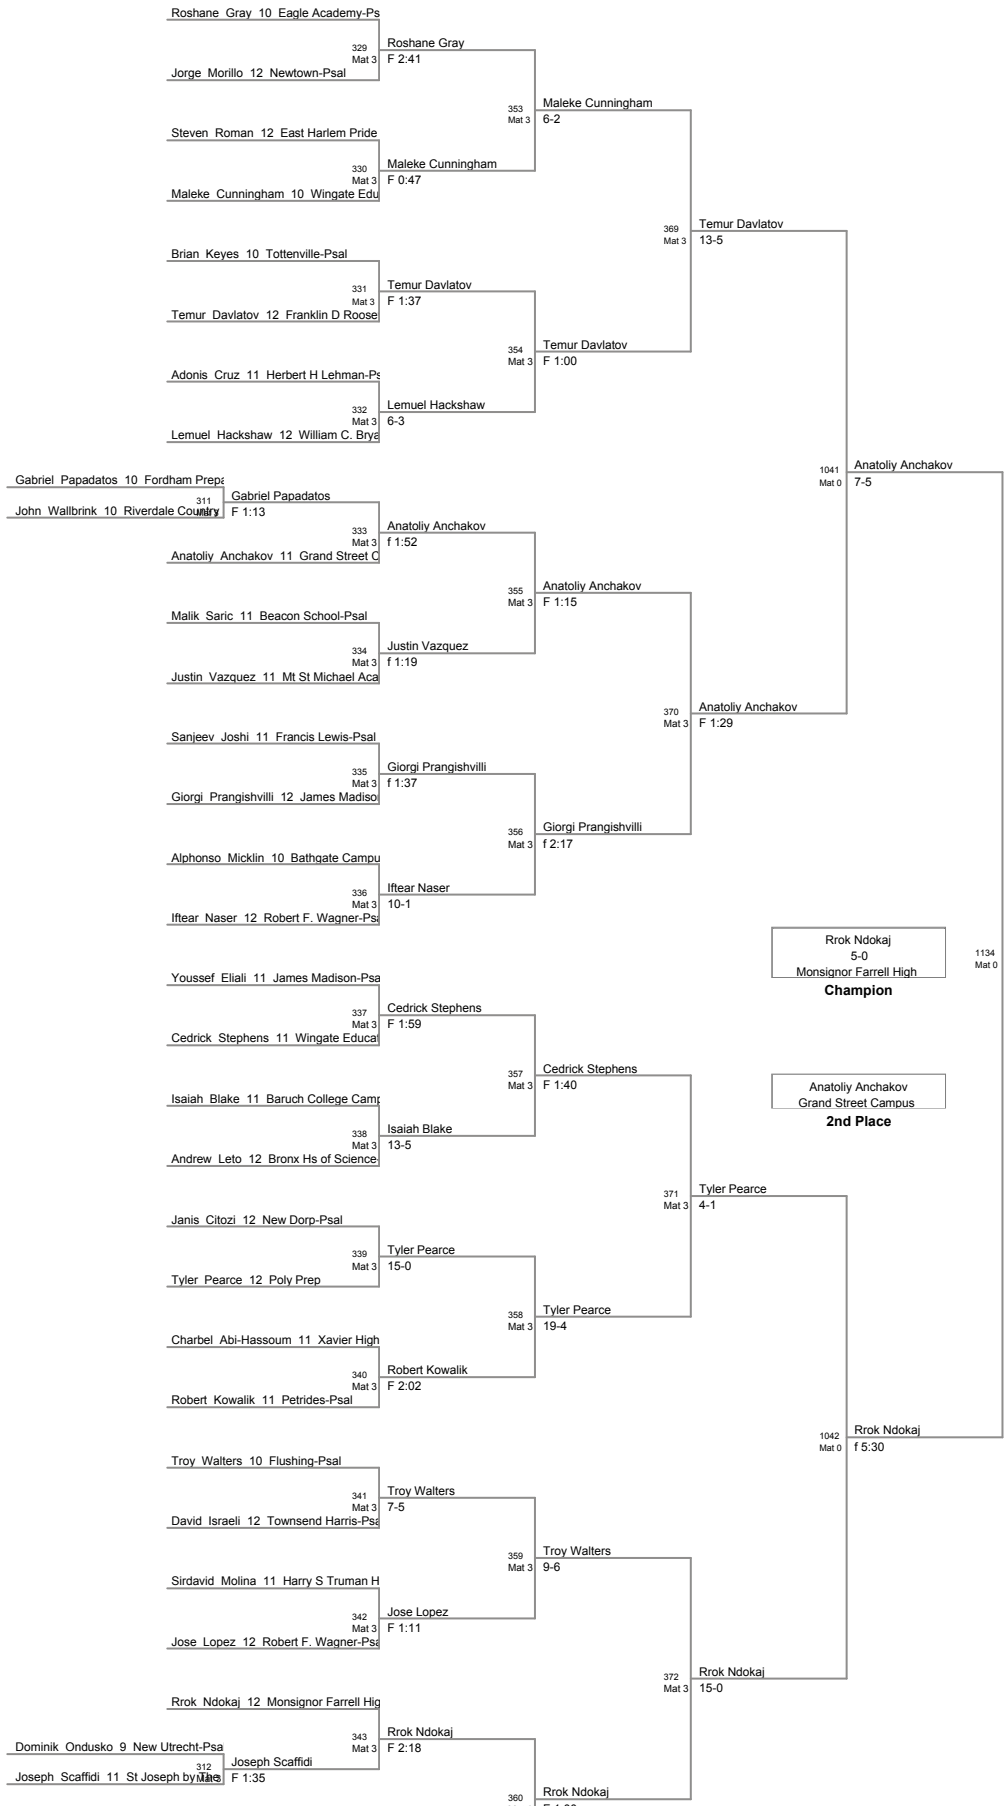 Roshane Gray 10 Eagle Academy-Ps
329
Mat 3
Roshane Gray
F 2:41
Jorge Morillo 12 Newtown-Psal
353
Mat 3
Maleke Cunningham
6-2
Steven Roman 12 East Harlem Pride
330
Mat 3
Maleke Cunningham
F 0:47
Maleke Cunningham 10 Wingate Edu
369
Mat 3
Temur Davlatov
13-5
Brian Keyes 10 Tottenville-Psal
331
Mat 3
Temur Davlatov
F 1:37
Temur Davlatov 12 Franklin D Roose
354
Mat 3
Temur Davlatov
F 1:00
Adonis Cruz 11 Herbert H Lehman-Ps
332
Mat 3
Lemuel Hackshaw
6-3
Lemuel Hackshaw 12 William C. Brya
1041
Mat 0
Anatoliy Anchakov
7-5
Gabriel Papadatos 10 Fordham Prepa
311
Gabriel Papadatos
F 1:13
John Wallbrink 10 Riverdale Country
333
Mat 3
Anatoliy Anchakov
f 1:52
Anatoliy Anchakov 11 Grand Street C
355
Mat 3
Anatoliy Anchakov
F 1:15
Malik Saric 11 Beacon School-Psal
334
Mat 3
Justin Vazquez
f 1:19
Justin Vazquez 11 Mt St Michael Aca
370
Mat 3
Anatoliy Anchakov
F 1:29
Sanjeev Joshi 11 Francis Lewis-Psal
335
Mat 3
Giorgi Prangishvilli
f 1:37
Giorgi Prangishvilli 12 James Madiso
356
Mat 3
Giorgi Prangishvilli
f 2:17
Alphonso Micklin 10 Bathgate Campu
336
Mat 3
Iftear Naser
10-1
Iftear Naser 12 Robert F. Wagner-Psa
Rrok Ndokaj
5-0
Monsignor Farrell High
Champion
1134
Mat 0
Youssef Eliali 11 James Madison-Psa
337
Mat 3
Cedrick Stephens
F 1:59
Cedrick Stephens 11 Wingate Educat
357
Mat 3
Cedrick Stephens
F 1:40
Anatoliy Anchakov
Grand Street Campus
2nd Place
Isaiah Blake 11 Baruch College Camp
338
Mat 3
Isaiah Blake
13-5
Andrew Leto 12 Bronx Hs of Science-
371
Mat 3
Tyler Pearce
4-1
Janis Citozi 12 New Dorp-Psal
339
Mat 3
Tyler Pearce
15-0
Tyler Pearce 12 Poly Prep
358
Mat 3
Tyler Pearce
19-4
Charbel Abi-Hassoum 11 Xavier High
340
Mat 3
Robert Kowalik
F 2:02
Robert Kowalik 11 Petrides-Psal
1042
Mat 0
Rrok Ndokaj
f 5:30
Troy Walters 10 Flushing-Psal
341
Mat 3
Troy Walters
7-5
David Israeli 12 Townsend Harris-Psa
359
Mat 3
Troy Walters
9-6
Sirdavid Molina 11 Harry S Truman H
342
Mat 3
Jose Lopez
F 1:11
Jose Lopez 12 Robert F. Wagner-Psa
372
Mat 3
Rrok Ndokaj
15-0
Rrok Ndokaj 12 Monsignor Farrell Hig
343
Mat 3
Rrok Ndokaj
F 2:18
Dominik Ondusko 9 New Utrecht-Psa
312
Joseph Scaffidi
F 1:35
Joseph Scaffidi 11 St Joseph by The
360
Rrok Ndokaj